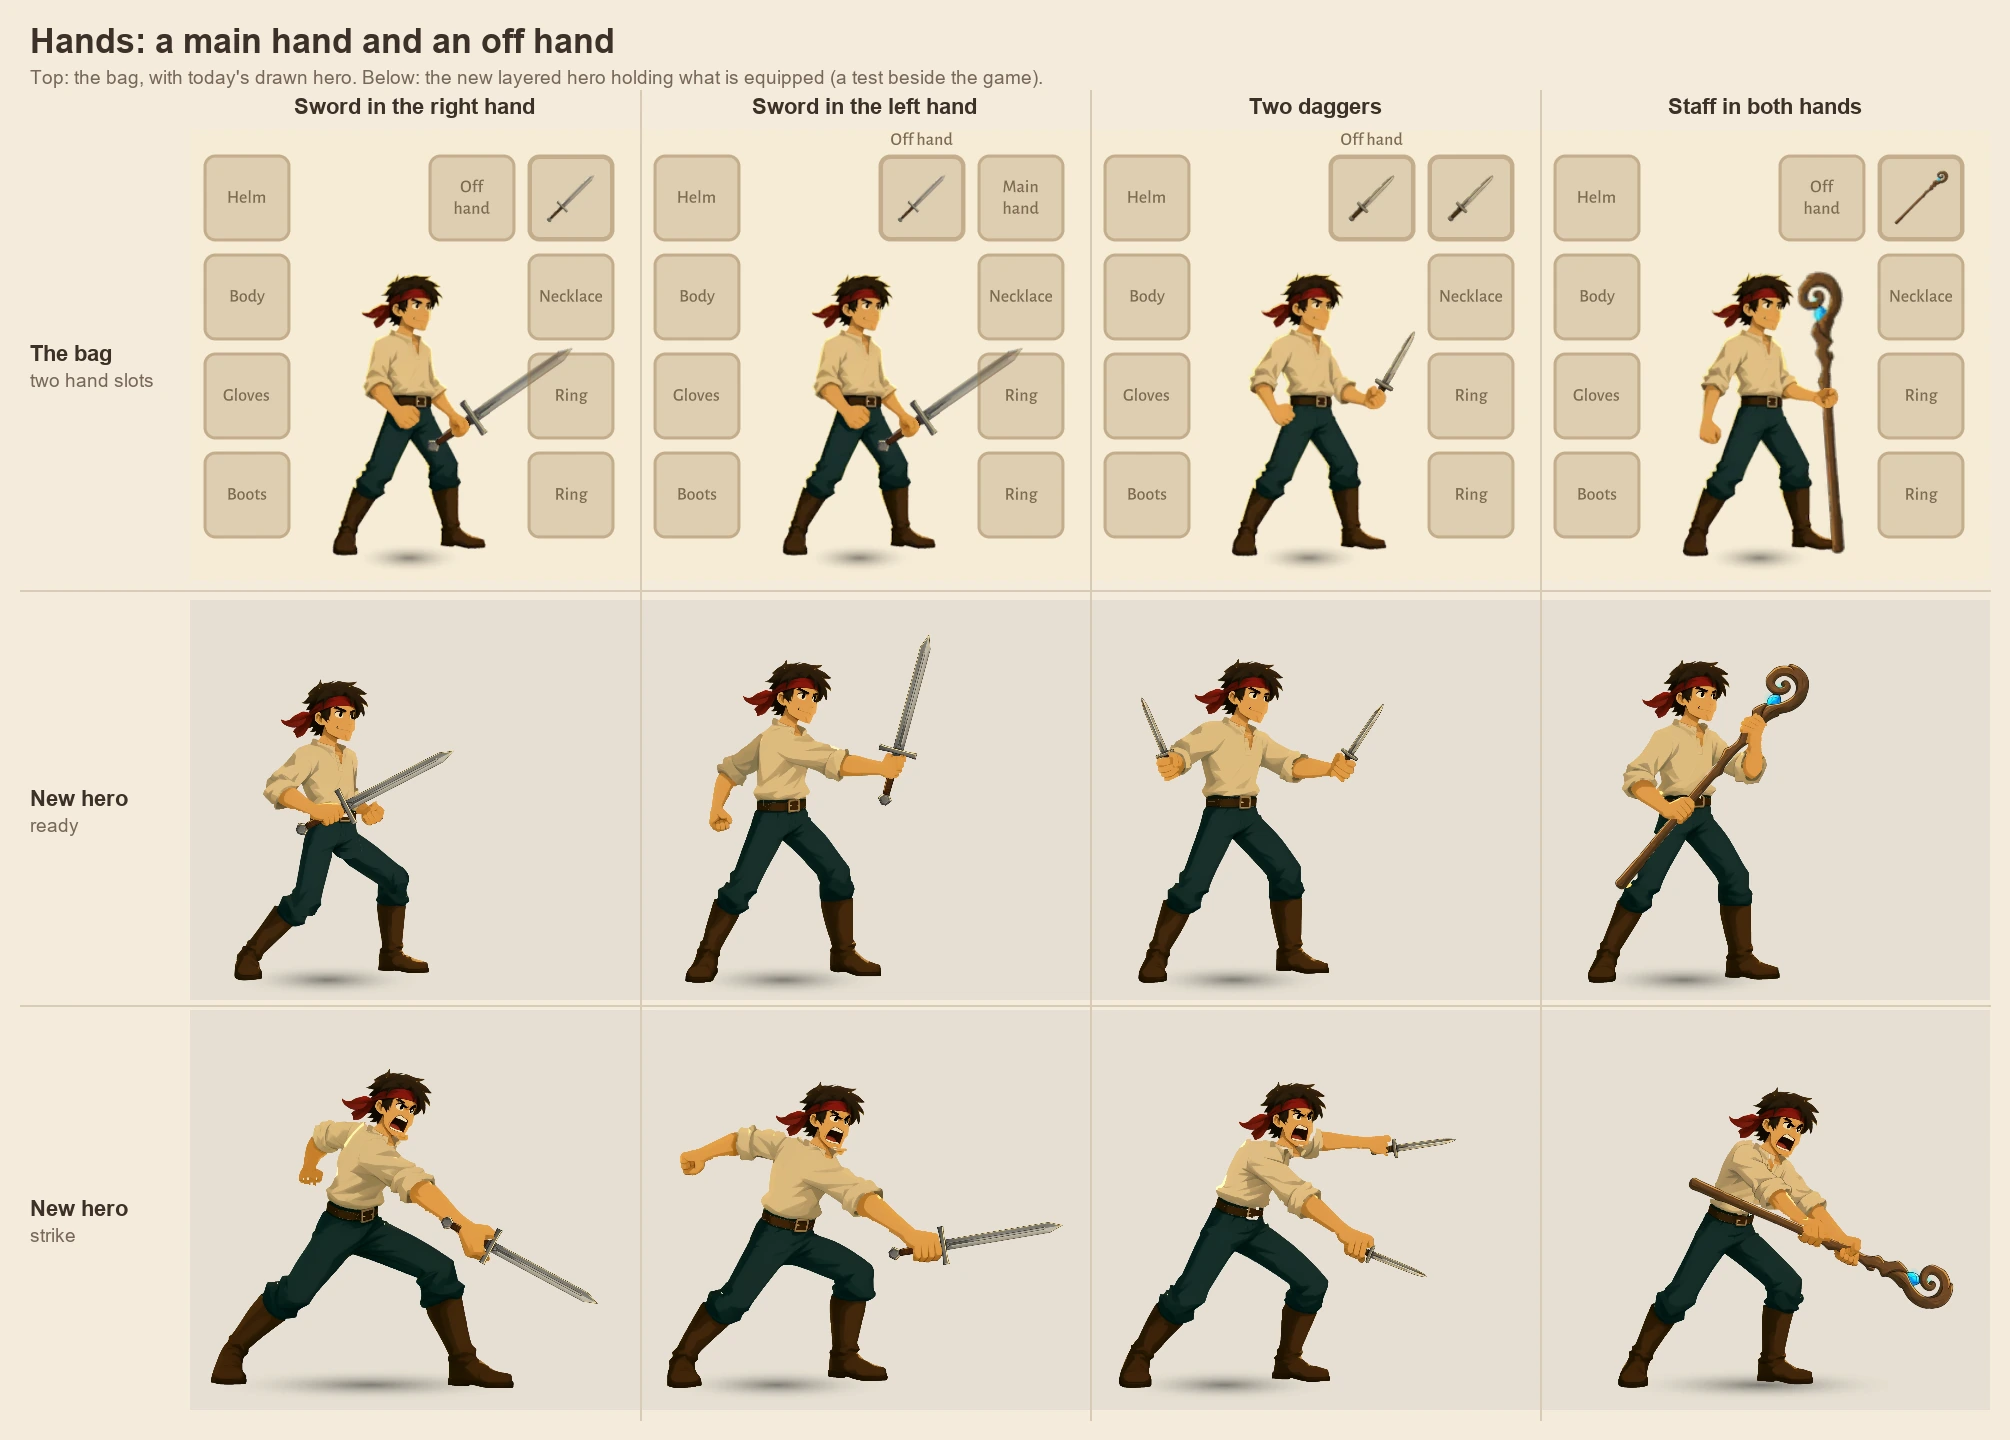 Hands: a main hand and an off hand
Top: the bag, with today's drawn hero. Below: the new layered hero holding what is equipped (a test beside the game).
Sword in the right hand
Sword in the left hand
Two daggers
Staff in both hands
The bag
two hand slots
Helm
Off
hand
Body
Necklace
Gloves
Ring
Boots
Ring
Off hand
Helm
Main
hand
Body
Necklace
Gloves
Ring
Boots
Ring
Off hand
Helm
Body
Necklace
Gloves
Ring
Boots
Ring
Helm
Off
hand
Body
Necklace
Gloves
Ring
Boots
Ring
New hero
ready
New hero
strike